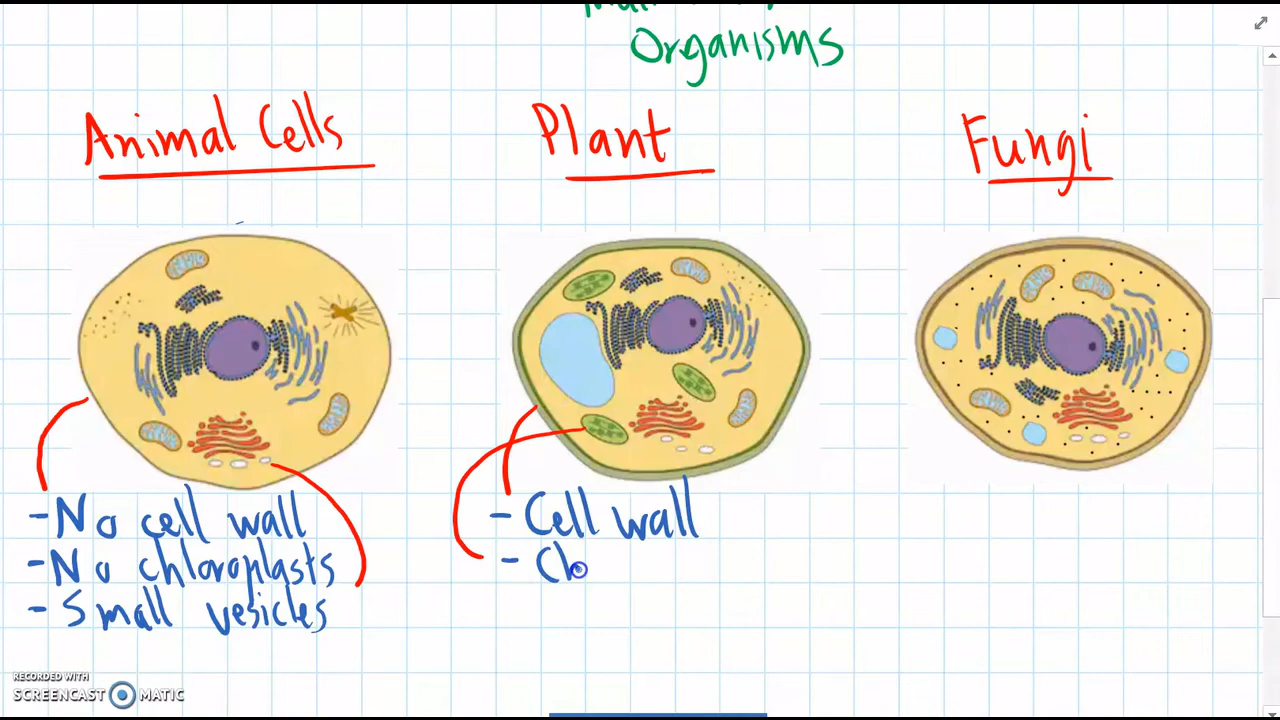 Organisms
Animal Cells
Plant
Fungi
- No cell wall
- No chloroplasts
- Small vesicles
- Cell wall
- Ch
RECORDED WITH
SCREENCAST MATIC